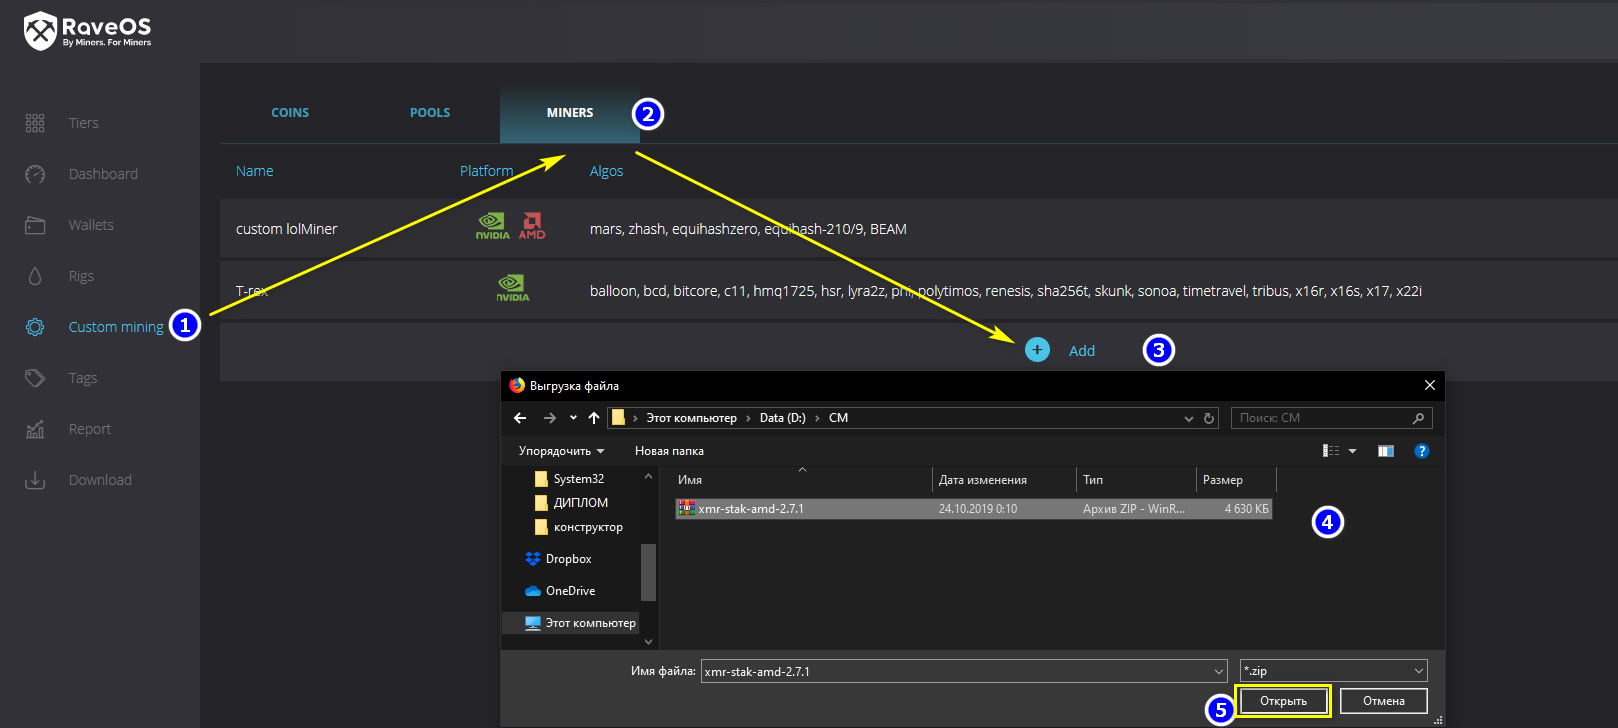 RaveOS
By Miners. For Miners
Tiers
Dashboard
Wallets
Rigs
Custom mining
Tags
Report
Download
COINS POOLS MINERS
Name Platform Algos
custom lolMiner NVIDIA AMD mars, zhash, equihashzero, equihash-210/9, BEAM
T-rex NVIDIA balloon, bcd, bitcore, c11, hmq1725, hsr, lyra2z, phi, polytimos, renesis, sha256t, skunk, sonoa, timetravel, tribus, x16r, x16s, x17, x22i
+ Add
1
2
3
4
5
Выгрузка файла
Этот компьютер Data (D:) CM Поиск: CM
Упорядочить Новая папка ?
System32
ДИПЛОМ
конструктор
Dropbox
OneDrive
Этот компьютер
Имя Дата изменения Тип Размер
xmr-stak-amd-2.7.1 24.10.2019 0:10 Архив ZIP - WinR... 4 630 КБ
Имя файла: xmr-stak-amd-2.7.1 *.zip
Открыть Отмена